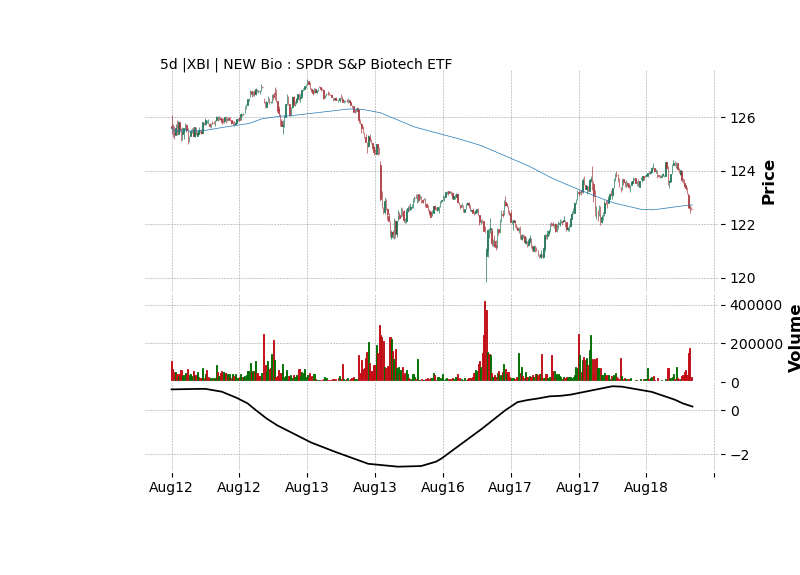 5d |XBI | NEW Bio : SPDR S&P Biotech ETF
126
124
122
120
Price
400000
200000
0
Volume
0
−2
Aug12 Aug12 Aug13 Aug13 Aug16 Aug17 Aug17 Aug18